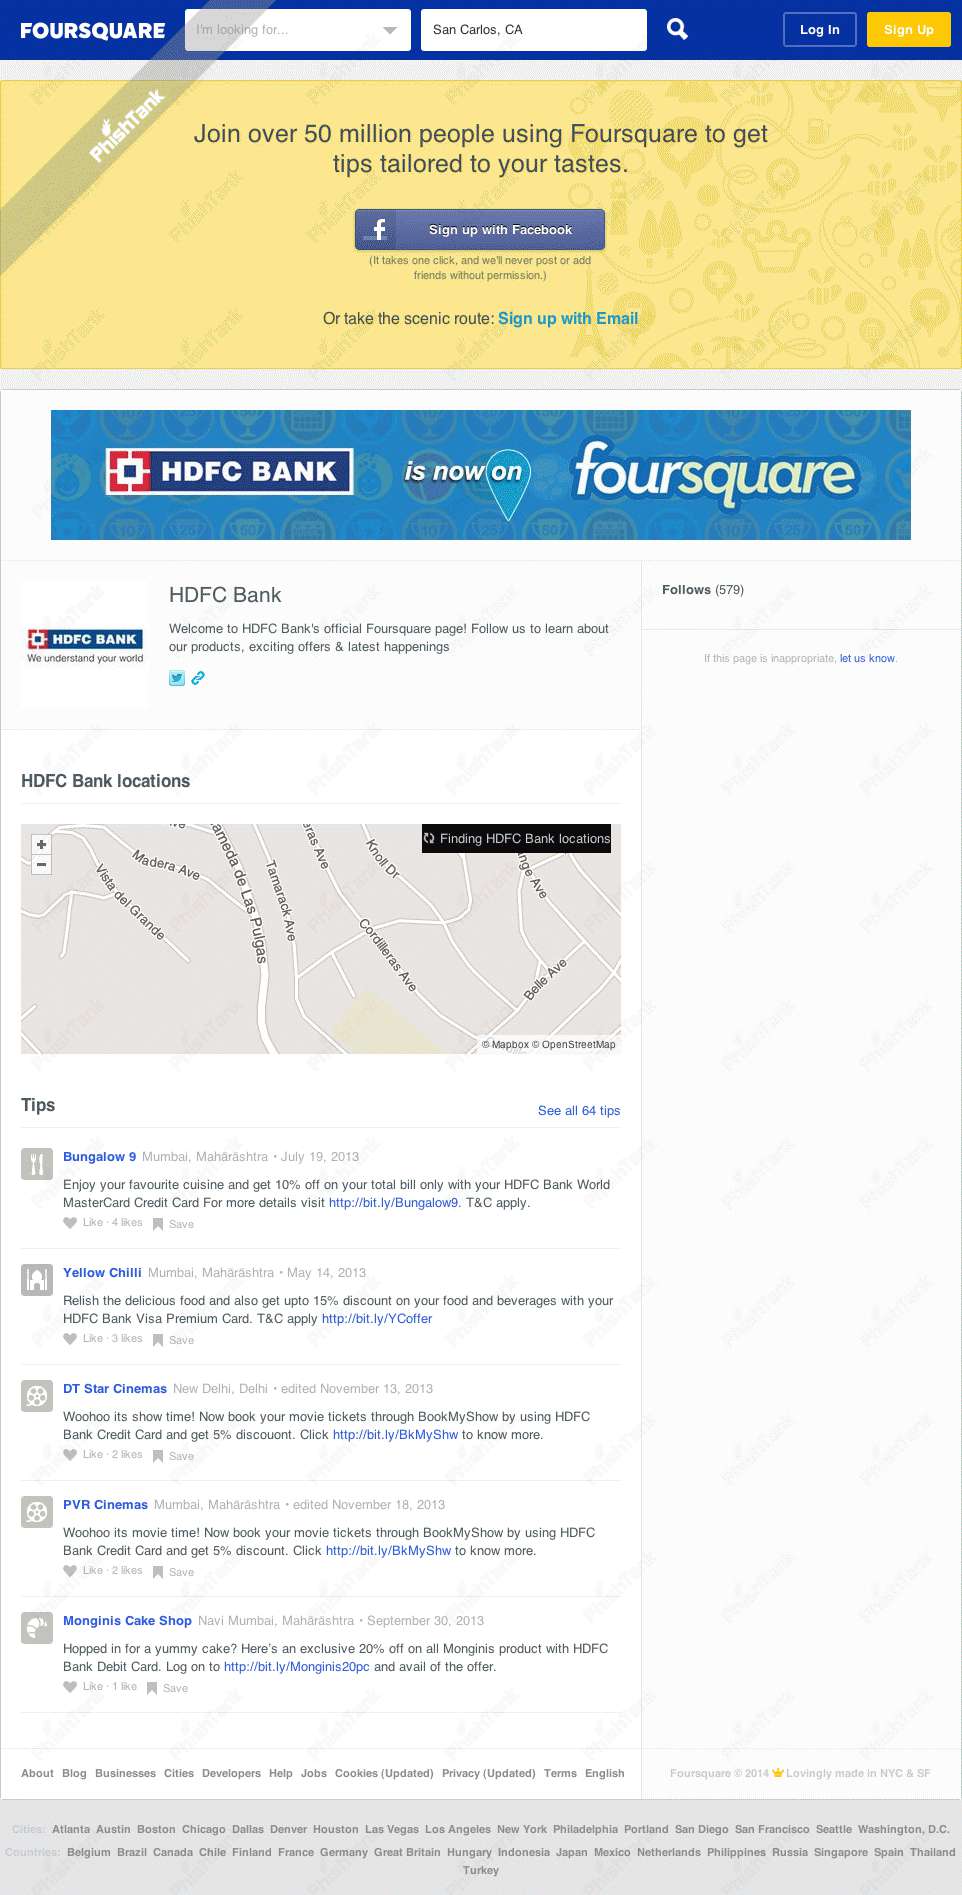 FOURSQUARE
I'm looking for...
San Carlos, CA
Log In
Sign Up
PhishTank
Join over 50 million people using Foursquare to get
tips tailored to your tastes.
Sign up with Facebook
(It takes one click, and we'll never post or add
friends without permission.)
Or take the scenic route: Sign up with Email
HDFC BANK is now on foursquare
HDFC Bank
Follows (579)
HDFC BANK
We understand your world
Welcome to HDFC Bank's official Foursquare page! Follow us to learn about
our products, exciting offers & latest happenings
If this page is inappropriate, let us know.
HDFC Bank locations
+
−
Finding HDFC Bank locations
Madera Ave
Vista del Grande
Alameda de Las Pulgas
Tamarack Ave
Knoll Dr
Cordilleras Ave
Belle Ave
© Mapbox © OpenStreetMap
Tips
See all 64 tips
Bungalow 9 Mumbai, Mahārāshtra • July 19, 2013
Enjoy your favourite cuisine and get 10% off on your total bill only with your HDFC Bank World
MasterCard Credit Card For more details visit http://bit.ly/Bungalow9. T&C apply.
Like · 4 likes Save
Yellow Chilli Mumbai, Mahārāshtra • May 14, 2013
Relish the delicious food and also get upto 15% discount on your food and beverages with your
HDFC Bank Visa Premium Card. T&C apply http://bit.ly/YCoffer
Like · 3 likes Save
DT Star Cinemas New Delhi, Delhi • edited November 13, 2013
Woohoo its show time! Now book your movie tickets through BookMyShow by using HDFC
Bank Credit Card and get 5% discouont. Click http://bit.ly/BkMyShw to know more.
Like · 2 likes Save
PVR Cinemas Mumbai, Mahārāshtra • edited November 18, 2013
Woohoo its movie time! Now book your movie tickets through BookMyShow by using HDFC
Bank Credit Card and get 5% discount. Click http://bit.ly/BkMyShw to know more.
Like · 2 likes Save
Monginis Cake Shop Navi Mumbai, Mahārāshtra • September 30, 2013
Hopped in for a yummy cake? Here's an exclusive 20% off on all Monginis product with HDFC
Bank Debit Card. Log on to http://bit.ly/Monginis20pc and avail of the offer.
Like · 1 like Save
About Blog Businesses Cities Developers Help Jobs Cookies (Updated) Privacy (Updated) Terms English
Foursquare © 2014 Lovingly made in NYC & SF
Cities: Atlanta Austin Boston Chicago Dallas Denver Houston Las Vegas Los Angeles New York Philadelphia Portland San Diego San Francisco Seattle Washington, D.C.
Countries: Belgium Brazil Canada Chile Finland France Germany Great Britain Hungary Indonesia Japan Mexico Netherlands Philippines Russia Singapore Spain Thailand
Turkey